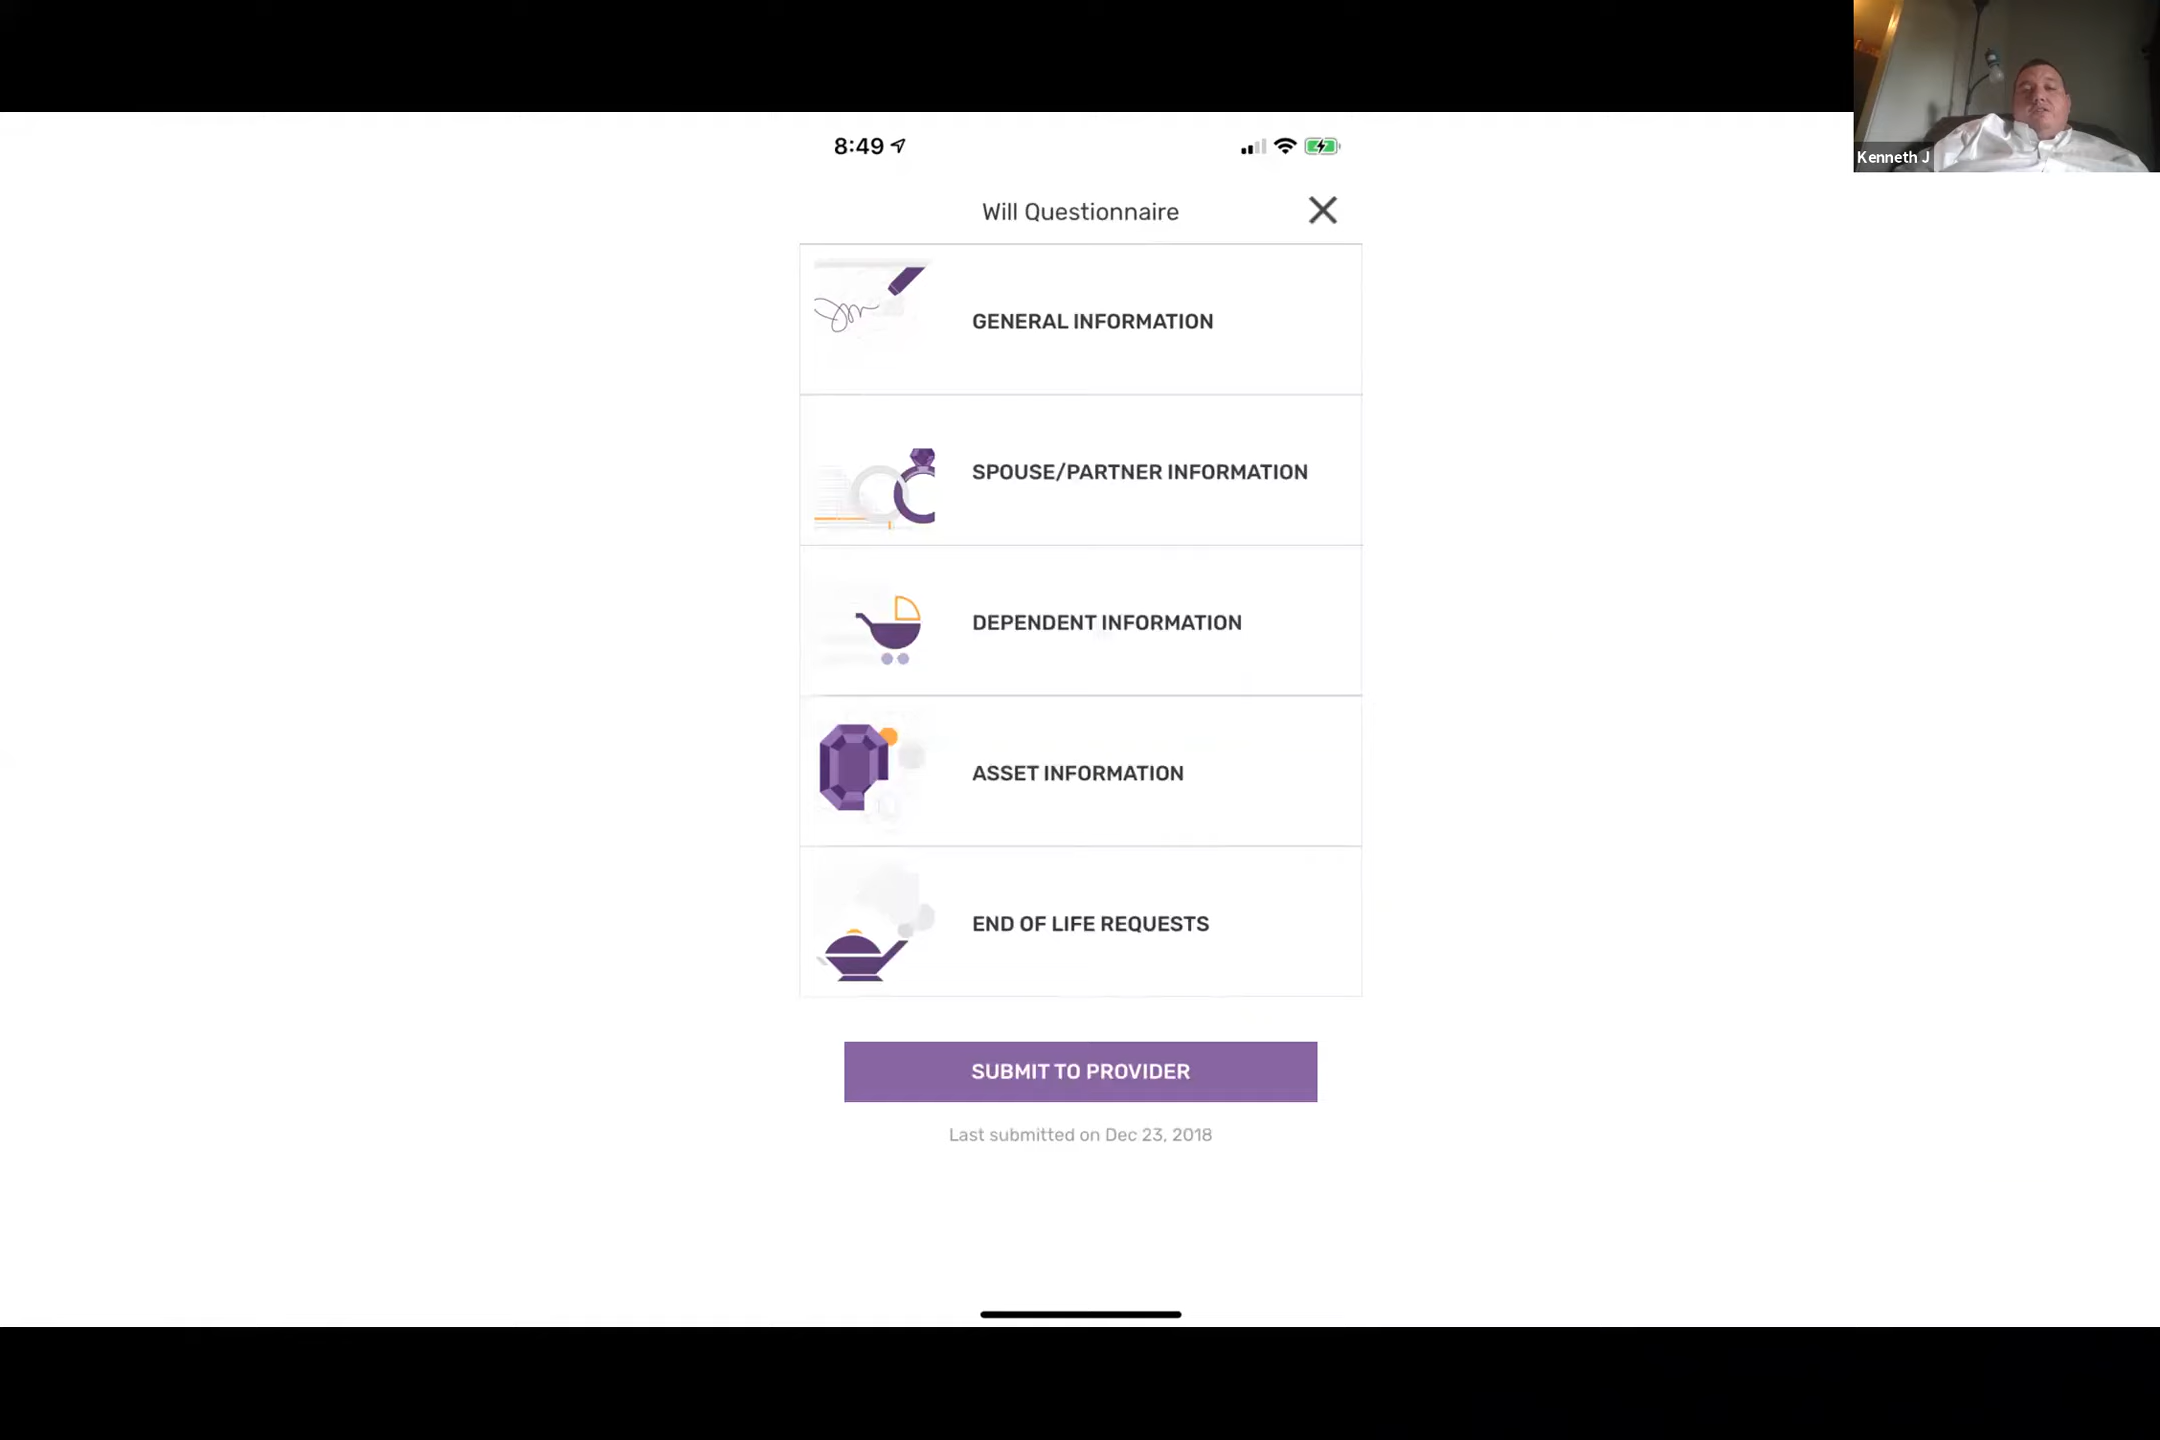 Kenneth J
8:49
Will Questionnaire
GENERAL INFORMATION
SPOUSE/PARTNER INFORMATION
DEPENDENT INFORMATION
ASSET INFORMATION
END OF LIFE REQUESTS
SUBMIT TO PROVIDER
Last submitted on Dec 23, 2018